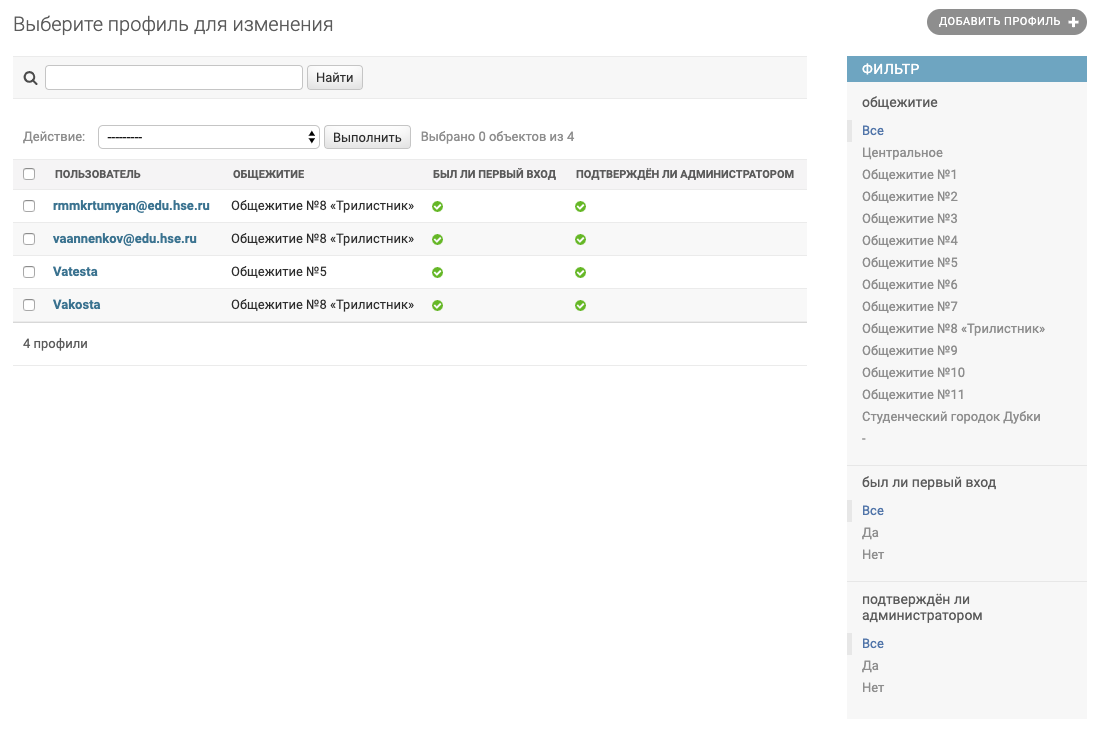 Выберите профиль для изменения
ДОБАВИТЬ ПРОФИЛЬ +
Найти
Действие: --------- Выполнить Выбрано 0 объектов из 4
ПОЛЬЗОВАТЕЛЬ ОБЩЕЖИТИЕ БЫЛ ЛИ ПЕРВЫЙ ВХОД ПОДТВЕРЖДЁН ЛИ АДМИНИСТРАТОРОМ
rmmkrtumyan@edu.hse.ru Общежитие №8 «Трилистник»
vaannenkov@edu.hse.ru Общежитие №8 «Трилистник»
Vatesta Общежитие №5
Vakosta Общежитие №8 «Трилистник»
4 профили
ФИЛЬТР
общежитие
Все
Центральное
Общежитие №1
Общежитие №2
Общежитие №3
Общежитие №4
Общежитие №5
Общежитие №6
Общежитие №7
Общежитие №8 «Трилистник»
Общежитие №9
Общежитие №10
Общежитие №11
Студенческий городок Дубки
-
был ли первый вход
Все
Да
Нет
подтверждён ли
администратором
Все
Да
Нет